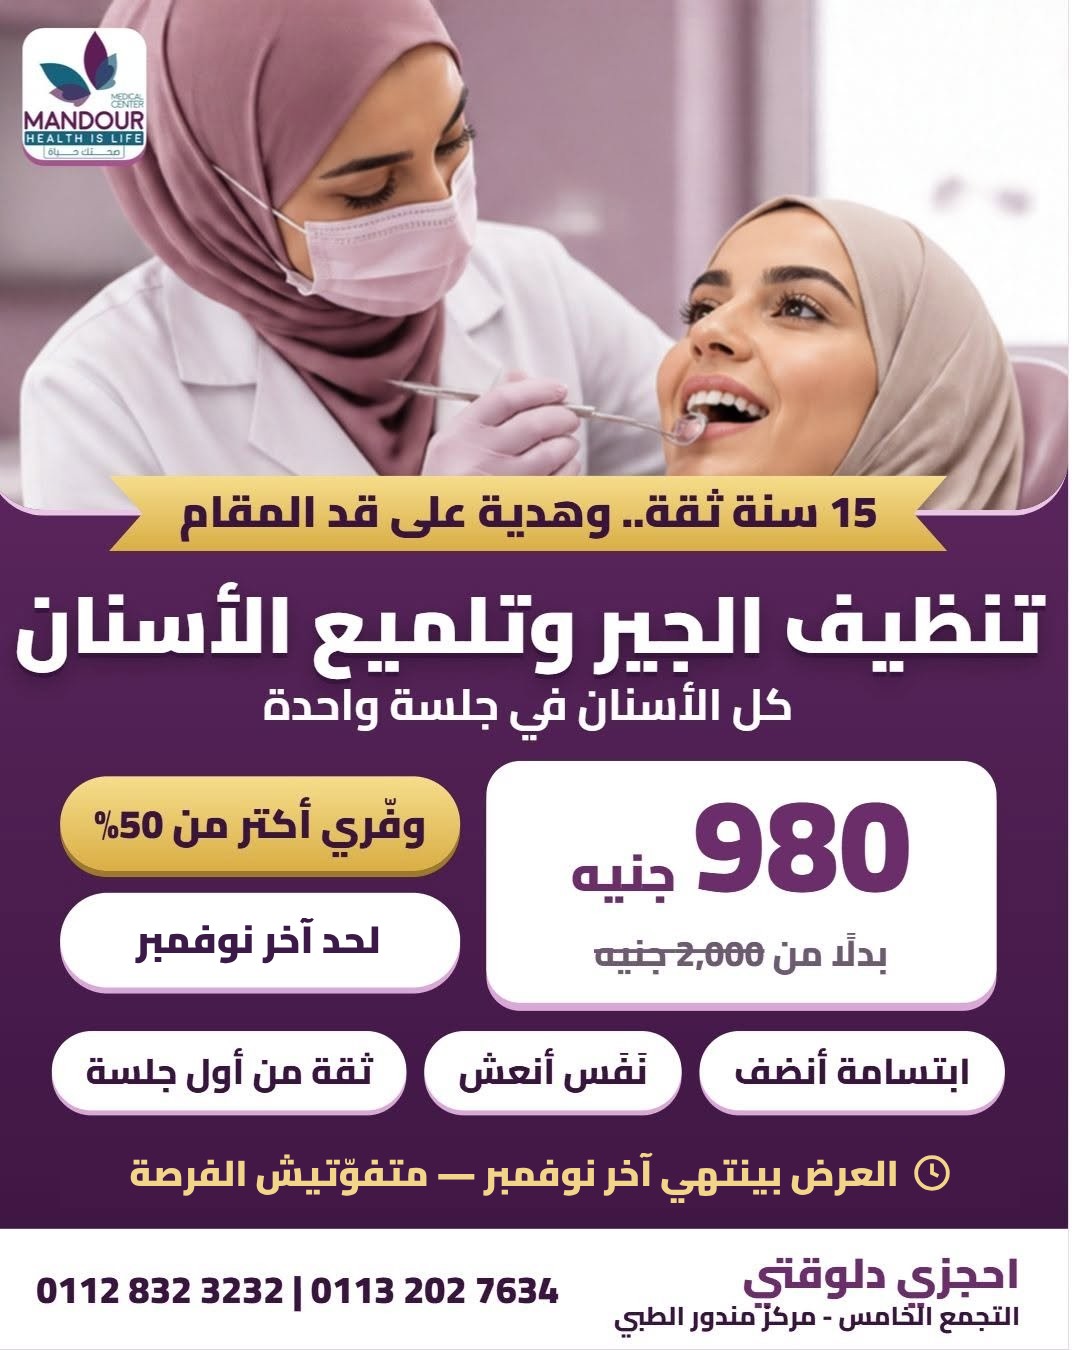 MEDICAL
CENTER
MANDOUR
HEALTH IS LIFE
صحتك حياة
15 سنة ثقة.. وهدية على قد المقام
تنظيف الجير وتلميع الأسنان
كل الأسنان في جلسة واحدة
980 جنيه
بدلًا من 2,000 جنيه
وفّري أكتر من 50%
لحد آخر نوفمبر
ابتسامة أنضف
نَفَس أنعش
ثقة من أول جلسة
العرض بينتهي آخر نوفمبر — متفوّتيش الفرصة
احجزي دلوقتي
التجمع الخامس - مركز مندور الطبي
0112 832 3232 | 0113 202 7634